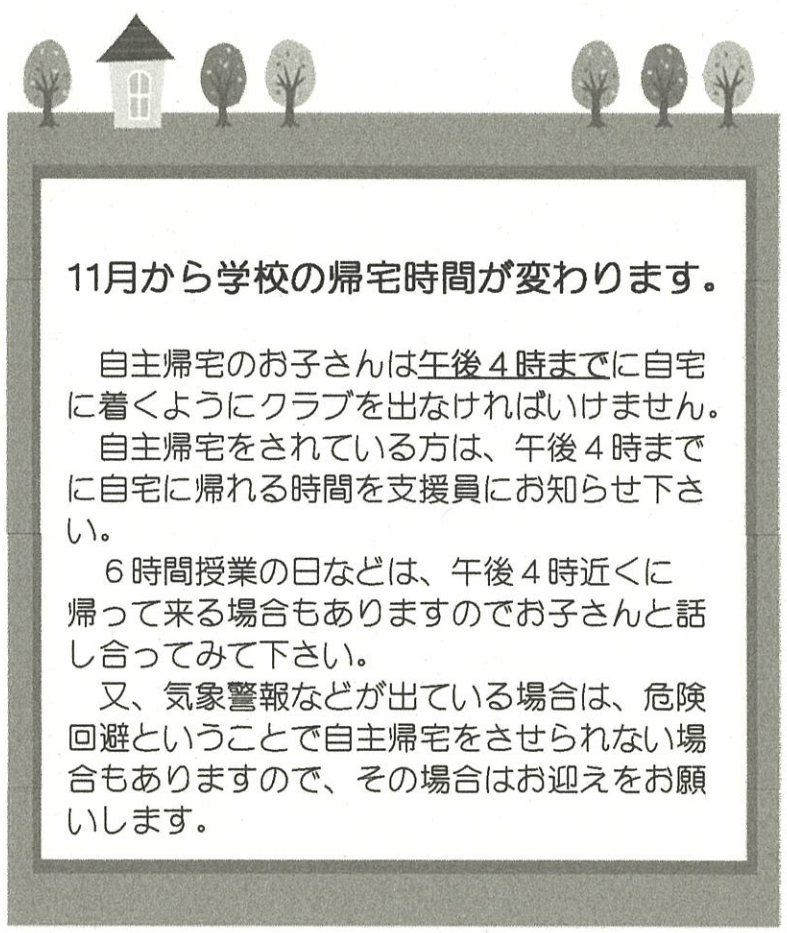 11月から学校の帰宅時間が変わります。
自主帰宅のお子さんは午後４時までに自宅
に着くようにクラブを出なければいけません。
自主帰宅をされている方は、午後４時まで
に自宅に帰れる時間を支援員にお知らせ下さ
い。
６時間授業の日などは、午後４時近くに
帰って来る場合もありますのでお子さんと話
し合ってみて下さい。
又、気象警報などが出ている場合は、危険
回避ということで自主帰宅をさせられない場
合もありますので、その場合はお迎えをお願
いします。